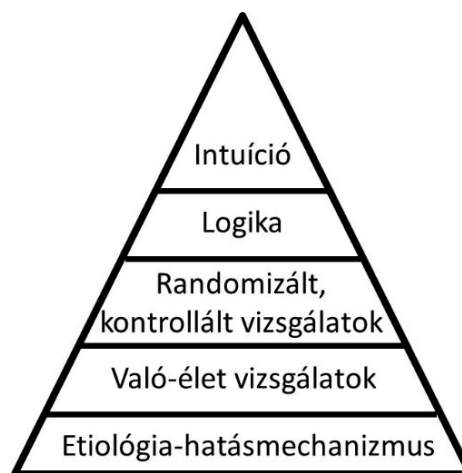 Intuíció
Logika
Randomizált,
kontrollált vizsgálatok
Való-élet vizsgálatok
Etiológia-hatásmechanizmus